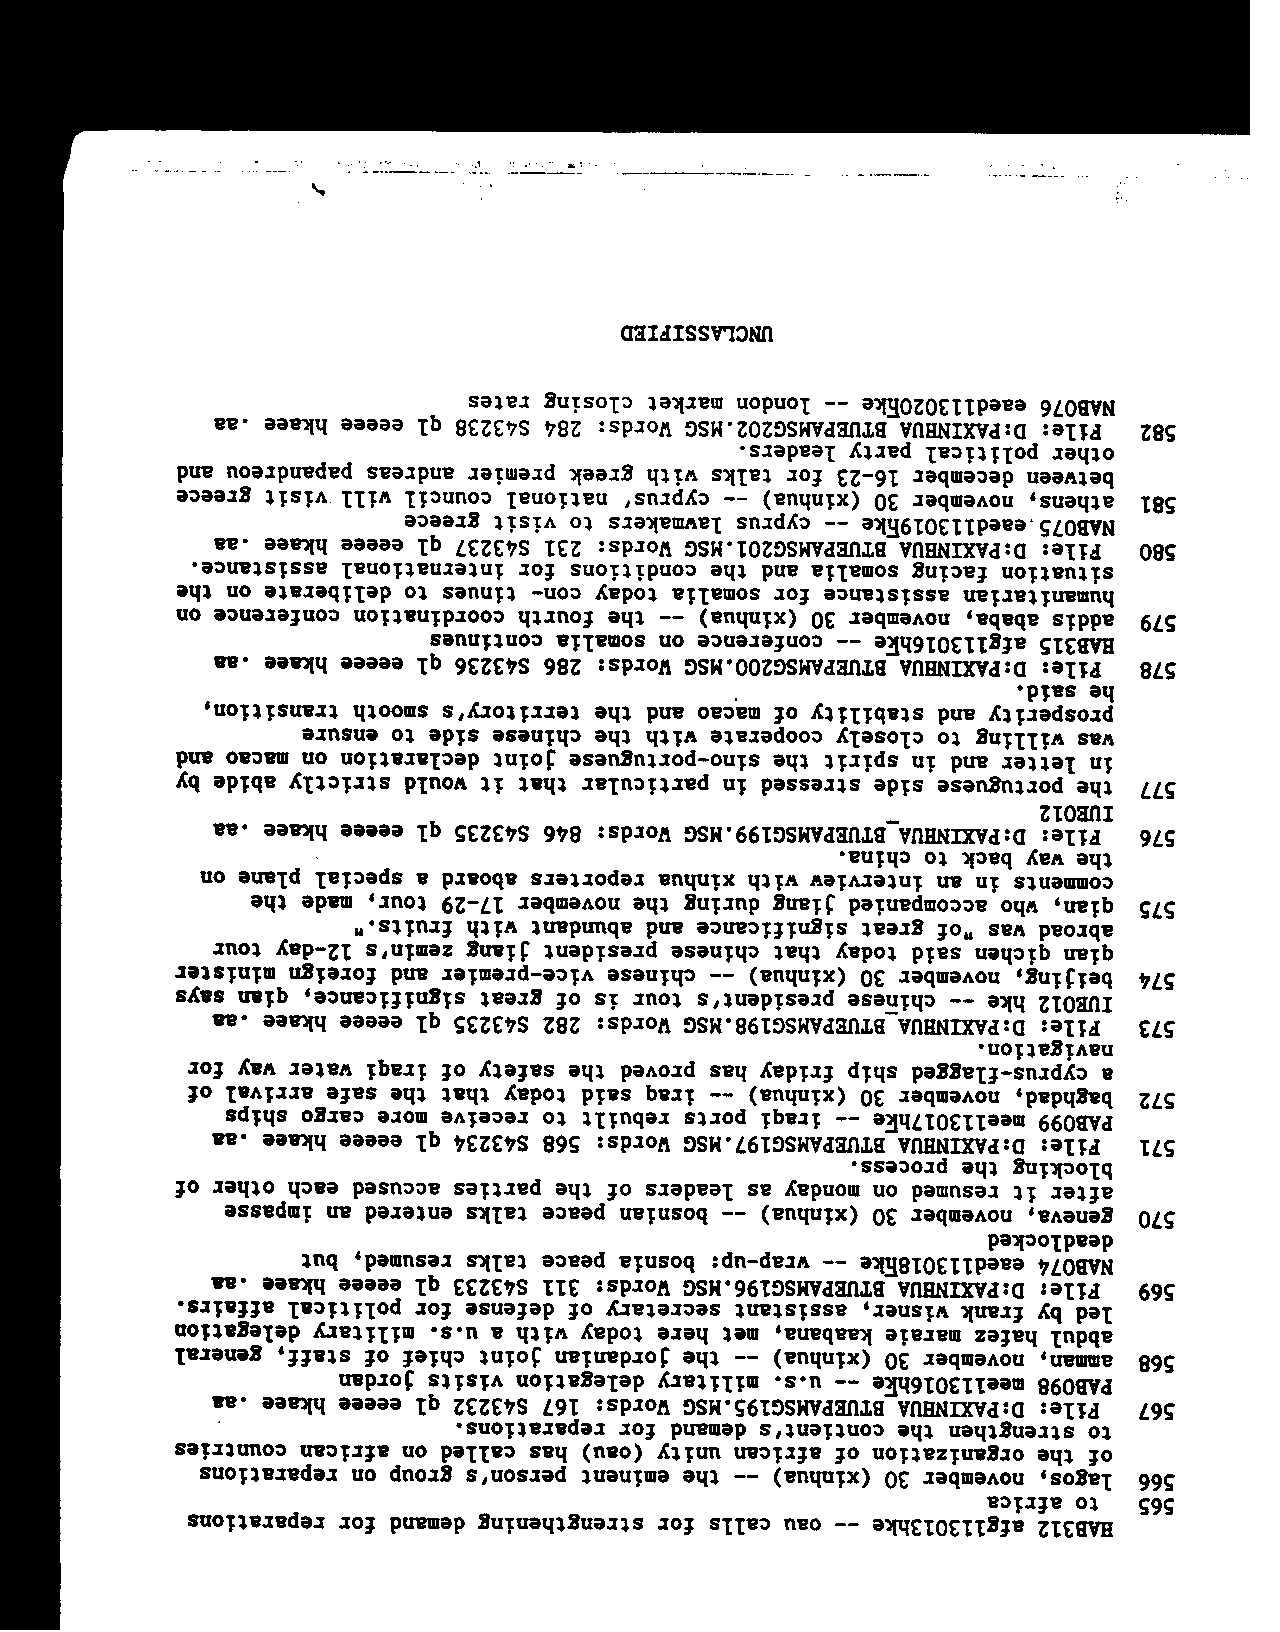 HAB312 afg1113013hke -- oau calls for strengthening demand for reparations
565 to africa
566 lagos, november 30 (xinhua) -- the eminent person's group on reparations
of the organization of african unity (oau) has called on african countries
to strengthen the contient's demand for reparations.
567 File: D:PAXINHUA_BTUEPAMSG195.MSG Words: 167 S43232 ql eeeee hkaee .aa
PAB098 mee1113016hke -- u.s. military delegation visits jordan
568 amman, november 30 (xinhua) -- the jordanian joint chief of staff, general
abdul hafez maraie kaabana, met here today with a u.s. military delegation
led by frank wisner, assistant secretary of defense for political affairs.
569 File: D:PAXINHUA BTUEPAMSG196.MSG Words: 311 S43233 ql eeeee hkaee .aa
NAB074 eaed113018hke -- wrap-up: bosnia peace talks resumed, but
deadlocked
570 geneva, november 30 (xinhua) -- bosnian peace talks entered an impasse
after it resumed on monday as leaders of the parties accused each other of
blocking the process.
571 File: D:PAXINHUA BTUEPAMSG197.MSG Words: 568 S43234 ql eeeee hkaee .aa
PAB099 mee1113017hke -- iraqi ports rebuilt to receive more cargo ships
572 baghdad, november 30 (xinhua) -- iraq said today that the safe arrival of
a cyprus-flagged ship friday has proved the safety of iraqi water way for
navigation.
573 File: D:PAXINHUA_BTUEPAMSG198.MSG Words: 282 S43235 ql eeeee hkaee .aa
IUE012 hke -- chinese president's tour is of great significance, qian says
574 beijing, november 30 (xinhua) -- chinese vice-premier and foreign minister
qian qichen said today that chinese president jiang zemin's 12-day tour
abroad was "of great significance and abundant with fruits."
575 qian, who accompanied jiang during the november 17-29 tour, made the
comments in an interview with xinhua reporters aboard a special plane on
the way back to china.
576 File: D:PAXINHUA_BTUEPAMSG199.MSG Words: 846 S43235 ql eeeee hkaee .aa
IUE012
577 the portuguese side stressed in particular that it would strictly abide by
in letter and in spirit the sino-portuguese joint declaration on macao and
was willing to closely cooperate with the chinese side to ensure
prosperity and stability of macao and the territory's smooth transition,
he said.
578 File: D:PAXINHUA BTUEPAMSG200.MSG Words: 286 S43236 ql eeeee hkaee .aa
HAB315 afg1113016hke -- conference on somalia continues
579 addis ababa, november 30 (xinhua) -- the fourth coordination conference on
humanitarian assistance for somalia today con- tinues to deliberate on the
situation facing somalia and the conditions for international assistance.
580 File: D:PAXINHUA BTUEPAMSG201.MSG Words: 231 S43237 ql eeeee hkaee .aa
NAB075 eaed1113019hke -- cyprus lawmakers to visit greece
581 athens, november 30 (xinhua) -- cyprus' national council will visit greece
between december 16-23 for talks with greek premier andreas papandreou and
other political party leaders.
582 File: D:PAXINHUA BTUEPAMSG202.MSG Words: 284 S43238 ql eeeee hkaee .aa
NAB076 eaed1113020hke -- london market closing rates
UNCLASSIFIED